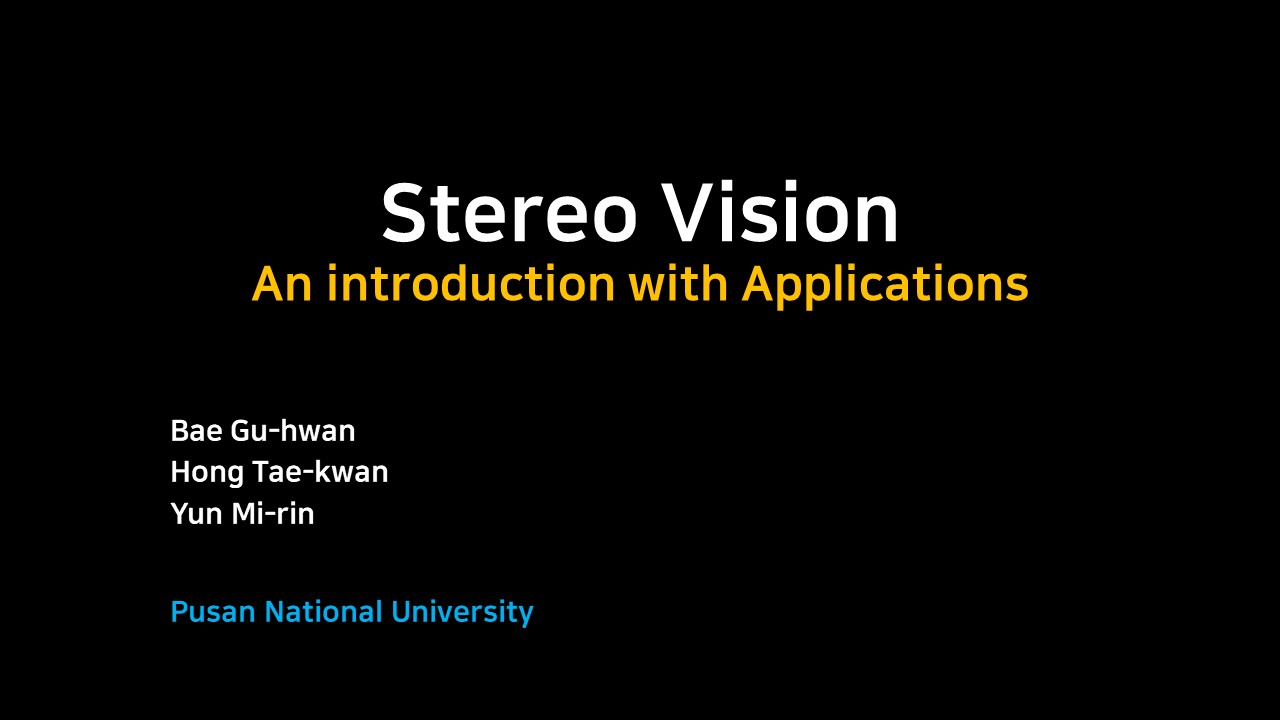 Stereo Vision
An introduction with Applications
Bae Gu-hwan
Hong Tae-kwan
Yun Mi-rin
Pusan National University